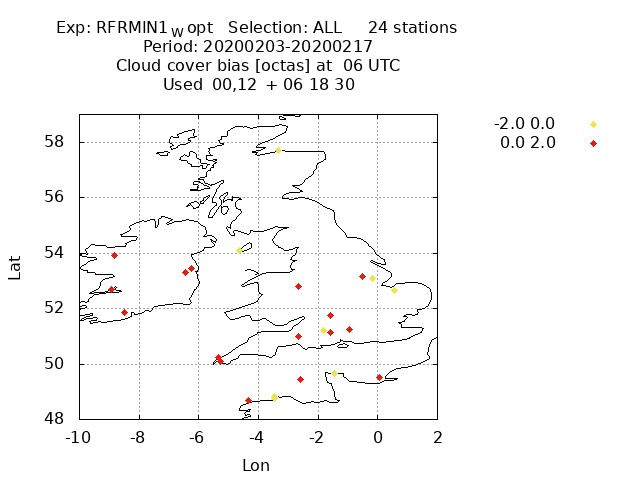 Exp: RFRMIN1_W opt Selection: ALL 24 stations
Period: 20200203-20200217
Cloud cover bias [octas] at 06 UTC
Used 00,12 + 06 18 30
-2.0 0.0
0.0 2.0
58
56
54
52
50
48
Lat
-10 -8 -6 -4 -2 0 2
Lon